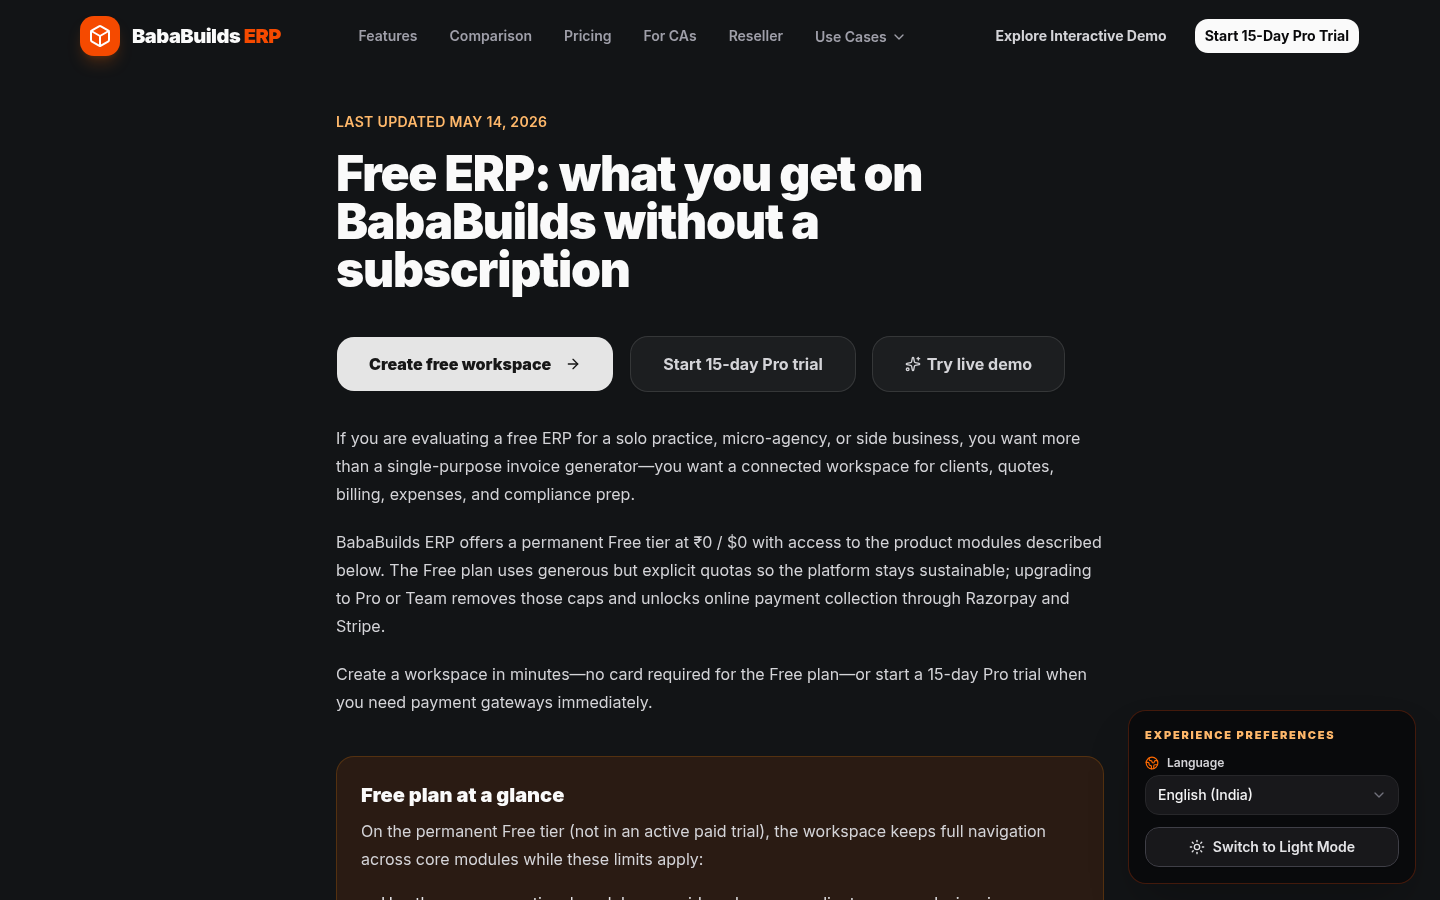 BabaBuilds ERP
Features
Comparison
Pricing
For CAs
Reseller
Use Cases
Explore Interactive Demo
Start 15-Day Pro Trial
LAST UPDATED MAY 14, 2026
Free ERP: what you get on
BabaBuilds without a
subscription
Create free workspace
Start 15-day Pro trial
Try live demo
If you are evaluating a free ERP for a solo practice, micro-agency, or side business, you want more
than a single-purpose invoice generator—you want a connected workspace for clients, quotes,
billing, expenses, and compliance prep.
BabaBuilds ERP offers a permanent Free tier at ₹0 / $0 with access to the product modules described
below. The Free plan uses generous but explicit quotas so the platform stays sustainable; upgrading
to Pro or Team removes those caps and unlocks online payment collection through Razorpay and
Stripe.
Create a workspace in minutes—no card required for the Free plan—or start a 15-day Pro trial when
you need payment gateways immediately.
Free plan at a glance
On the permanent Free tier (not in an active paid trial), the workspace keeps full navigation
across core modules while these limits apply:
EXPERIENCE PREFERENCES
Language
English (India)
Switch to Light Mode